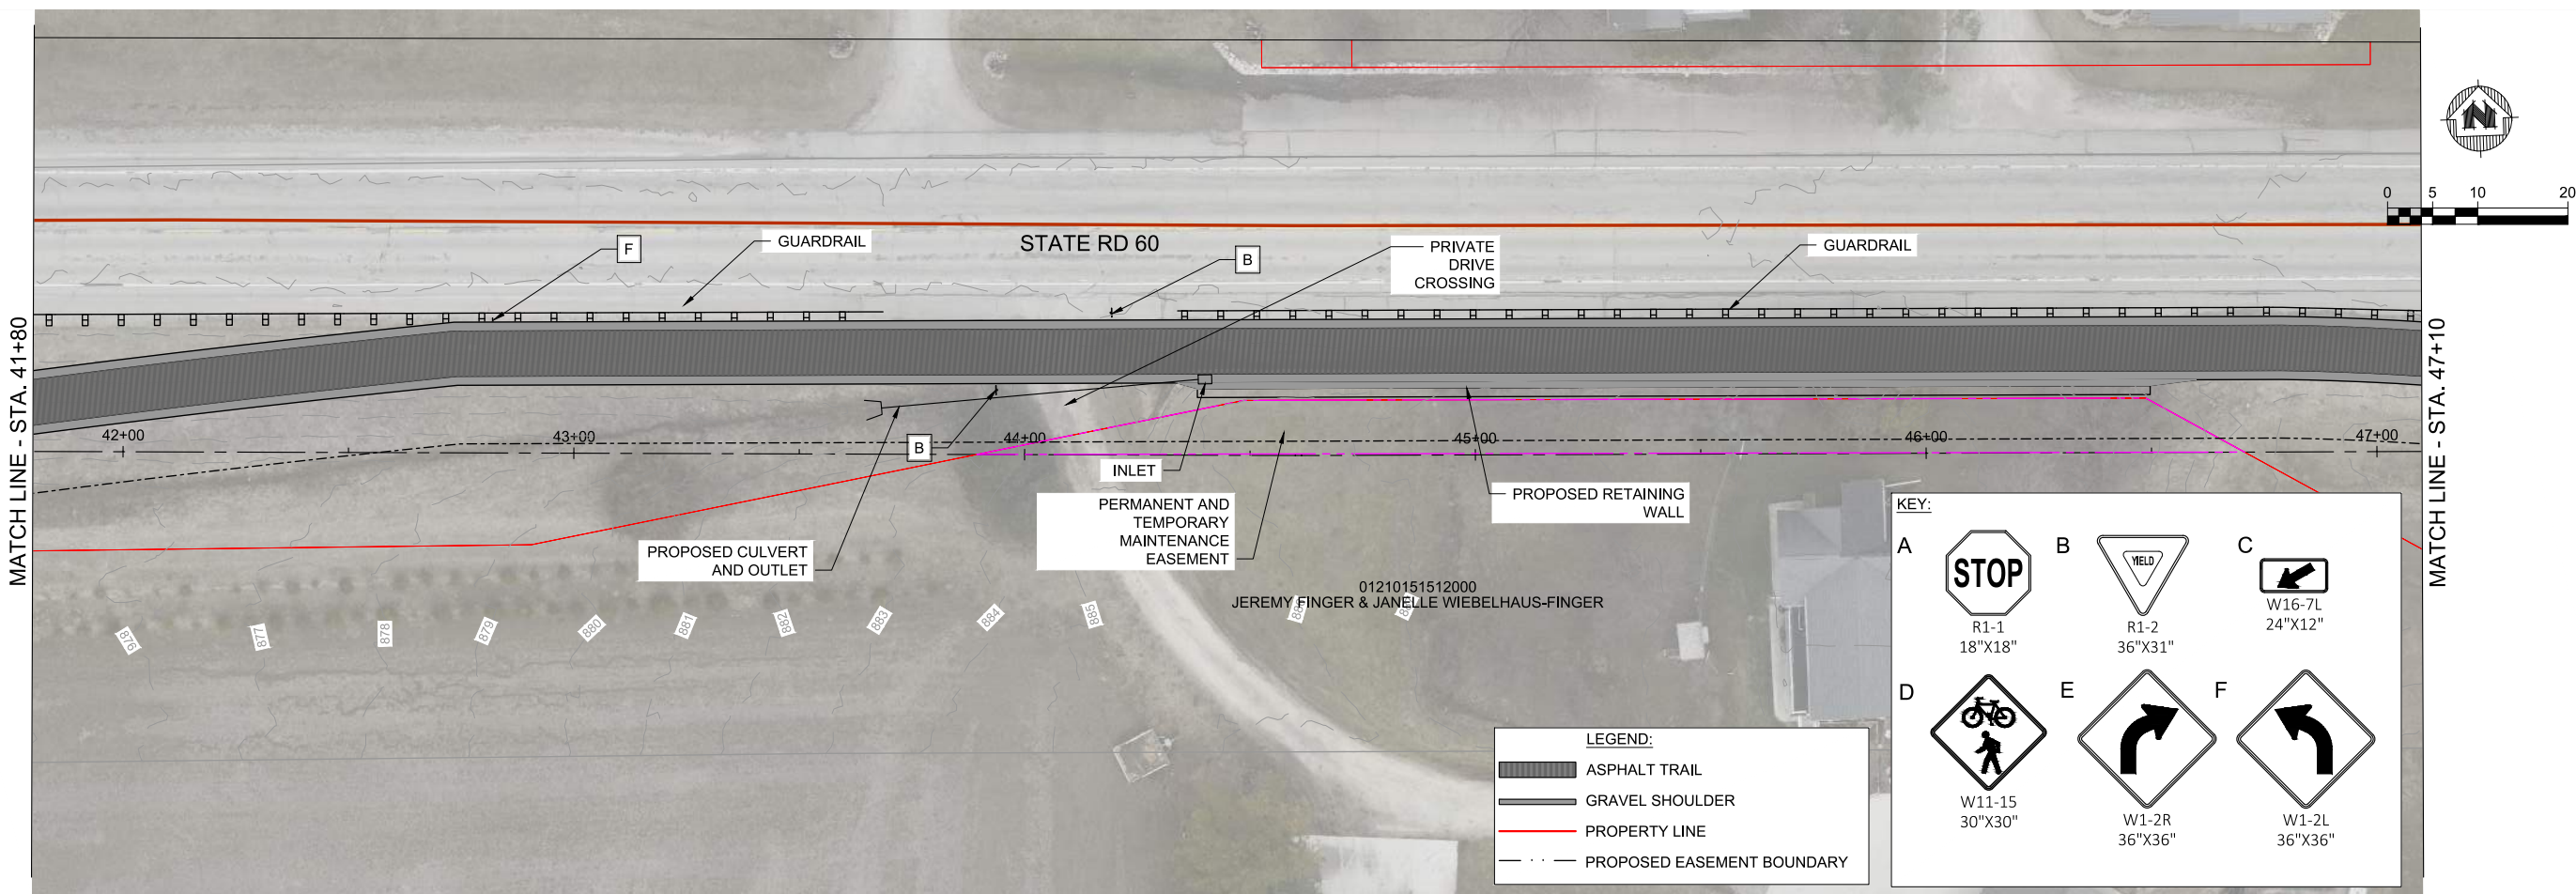 MATCH LINE - STA. 41+80
0 5 10 20
F
GUARDRAIL
STATE RD 60
B
PRIVATE
DRIVE
CROSSING
GUARDRAIL
42+00
43+00
44+00
45+00
46+00
47+00
B
INLET
PERMANENT AND
TEMPORARY
MAINTENANCE
EASEMENT
PROPOSED RETAINING
WALL
PROPOSED CULVERT
AND OUTLET
01210151512000
JEREMY FINGER & JANELLE WIEBELHAUS-FINGER
876
877
878
879
880
881
882
883
884
885
MATCH LINE - STA. 47+10
N
LEGEND:
ASPHALT TRAIL
GRAVEL SHOULDER
PROPERTY LINE
PROPOSED EASEMENT BOUNDARY
KEY:
A
STOP
R1-1
18"X18"
B
YIELD
R1-2
36"X31"
C
W16-7L
24"X12"
D
W11-15
30"X30"
E
W1-2R
36"X36"
F
W1-2L
36"X36"